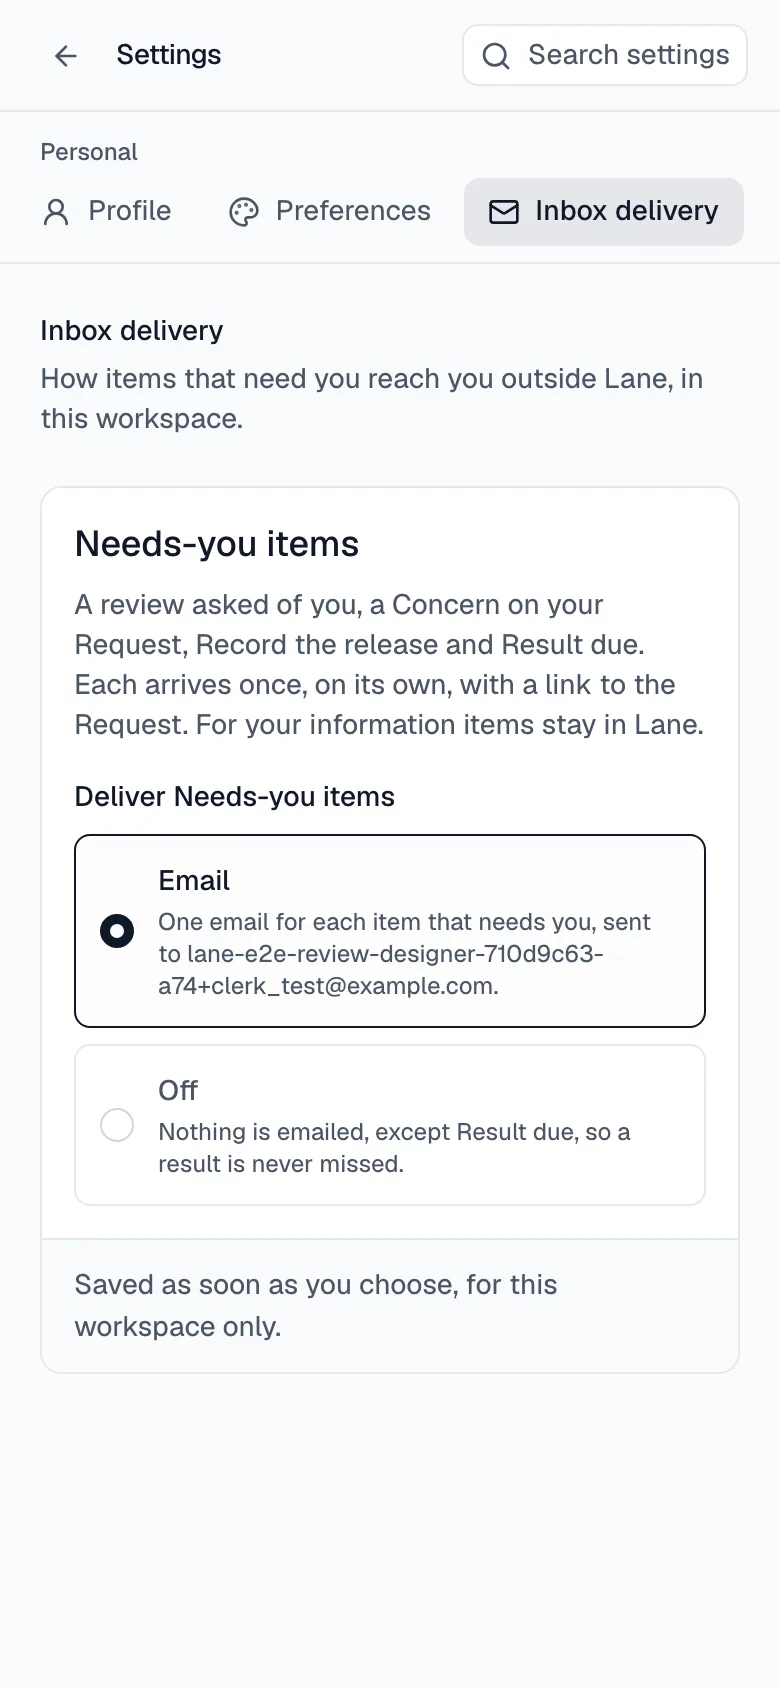 Settings
Search settings
Personal
Profile
Preferences
Inbox delivery
Inbox delivery
How items that need you reach you outside Lane, in
this workspace.
Needs-you items
A review asked of you, a Concern on your
Request, Record the release and Result due.
Each arrives once, on its own, with a link to the
Request. For your information items stay in Lane.
Deliver Needs-you items
Email
One email for each item that needs you, sent
to lane-e2e-review-designer-710d9c63-
a74+clerk_test@example.com.
Off
Nothing is emailed, except Result due, so a
result is never missed.
Saved as soon as you choose, for this
workspace only.